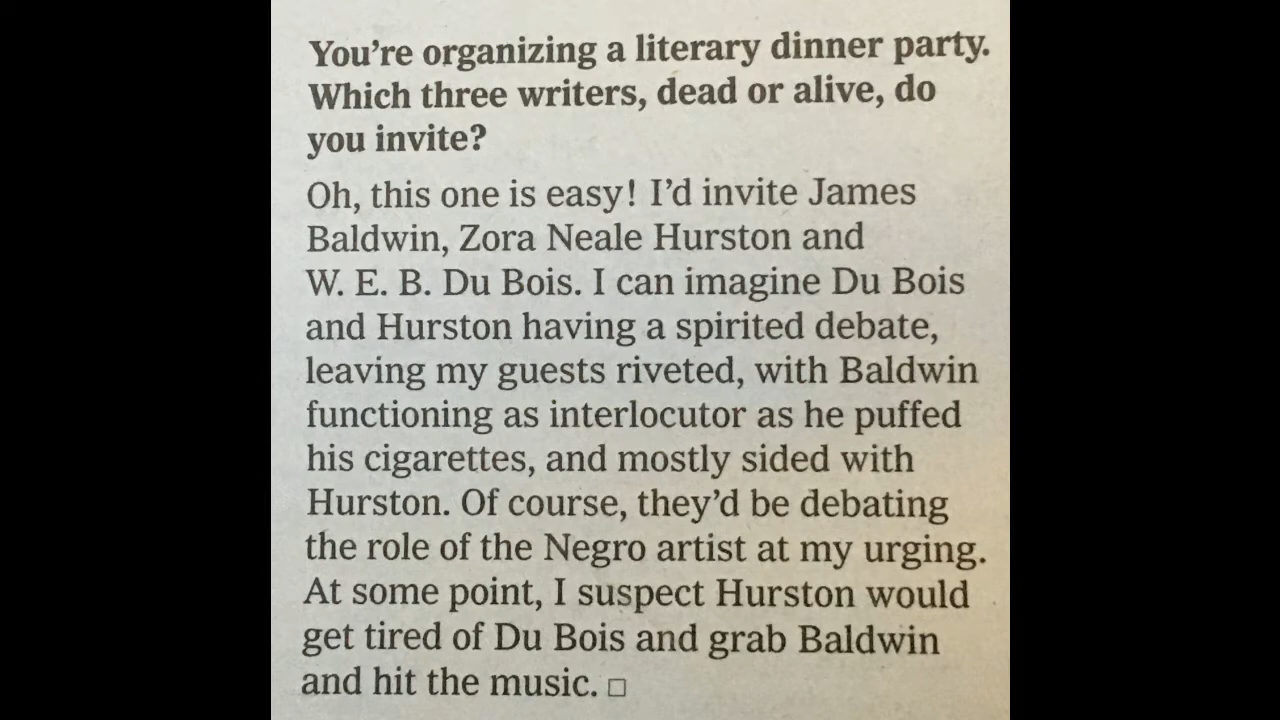 You’re organizing a literary dinner party.
Which three writers, dead or alive, do
you invite?
Oh, this one is easy! I’d invite James
Baldwin, Zora Neale Hurston and
W. E. B. Du Bois. I can imagine Du Bois
and Hurston having a spirited debate,
leaving my guests riveted, with Baldwin
functioning as interlocutor as he puffed
his cigarettes, and mostly sided with
Hurston. Of course, they’d be debating
the role of the Negro artist at my urging.
At some point, I suspect Hurston would
get tired of Du Bois and grab Baldwin
and hit the music. □